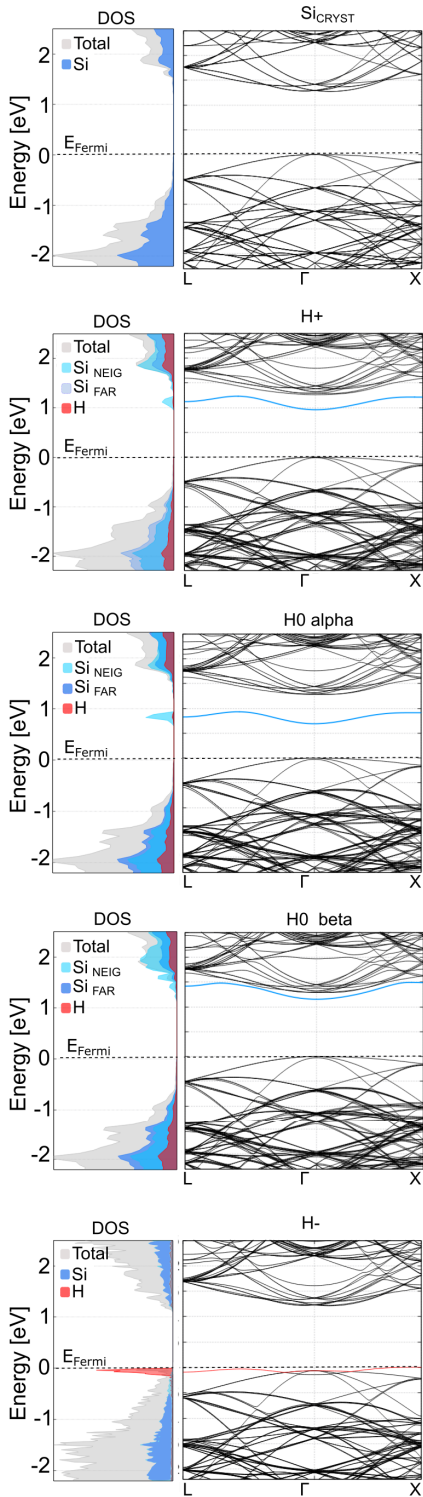 DOS
Si CRYST
Total
Si
E Fermi
Energy [eV]
2
1
0
-1
-2
L Γ X
DOS
H+
Total
Si NEIG
Si FAR
H
E Fermi
Energy [eV]
2
1
0
-1
-2
L Γ X
DOS
H0 alpha
Total
Si NEIG
Si FAR
H
E Fermi
Energy [eV]
2
1
0
-1
-2
L Γ X
DOS
H0 beta
Total
Si NEIG
Si FAR
H
E Fermi
Energy [eV]
2
1
0
-1
-2
L Γ X
DOS
H-
Total
Si
H
E Fermi
Energy [eV]
2
1
0
-1
-2
L Γ X